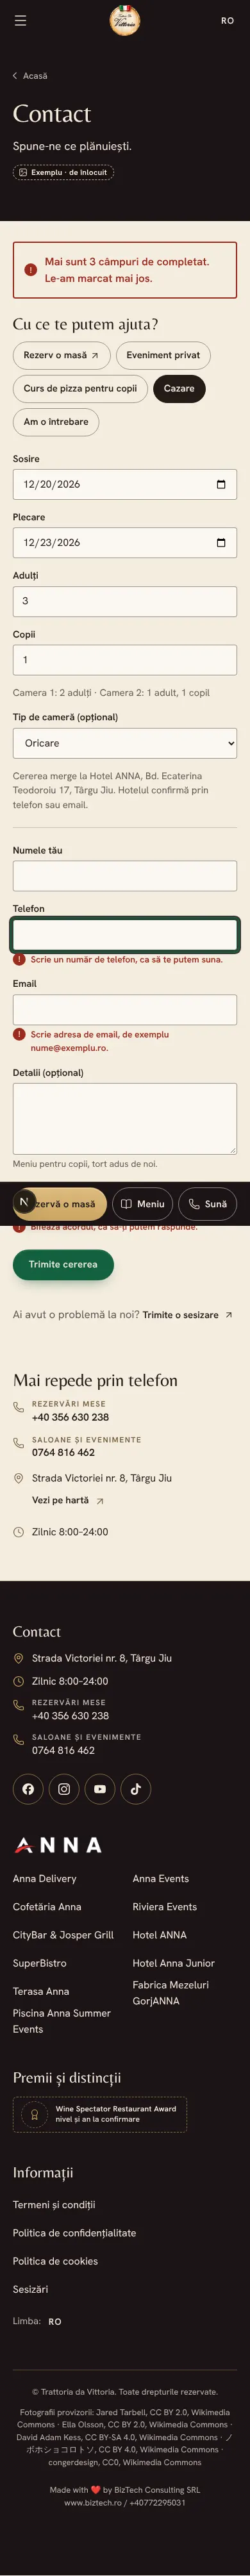 Vittoria
RO
Acasă
Contact
Spune-ne ce plănuiești.
Exemplu · de înlocuit
Mai sunt 3 câmpuri de completat.
Le-am marcat mai jos.
Cu ce te putem ajuta?
Rezerv o masă
Eveniment privat
Curs de pizza pentru copii
Cazare
Am o întrebare
Sosire
12/20/2026
Plecare
12/23/2026
Adulți
3
Copii
1
Camera 1: 2 adulți · Camera 2: 1 adult, 1 copil
Tip de cameră (opțional)
Oricare
Cererea merge la Hotel ANNA, Bd. Ecaterina
Teodoroiu 17, Târgu Jiu. Hotelul confirmă prin
telefon sau email.
Numele tău
Telefon
Scrie un număr de telefon, ca să te putem suna.
Email
Scrie adresa de email, de exemplu
nume@exemplu.ro.
Detalii (opțional)
Meniu pentru copii, tort adus de noi.
N
zervă o masă
Meniu
Sună
Bifează acordul, ca să-ți putem răspunde.
Trimite cererea
Ai avut o problemă la noi? Trimite o sesizare
Mai repede prin telefon
REZERVĂRI MESE
+40 356 630 238
SALOANE ȘI EVENIMENTE
0764 816 462
Strada Victoriei nr. 8, Târgu Jiu
Vezi pe hartă
Zilnic 8:00–24:00
Contact
Strada Victoriei nr. 8, Târgu Jiu
Zilnic 8:00–24:00
REZERVĂRI MESE
+40 356 630 238
SALOANE ȘI EVENIMENTE
0764 816 462
ANNA
Anna Delivery
Anna Events
Cofetăria Anna
Riviera Events
CityBar & Josper Grill
Hotel ANNA
SuperBistro
Hotel Anna Junior
Terasa Anna
Fabrica Mezeluri
GorjANNA
Piscina Anna Summer
Events
Premii și distincții
Wine Spectator Restaurant Award
nivel și an la confirmare
Informații
Termeni și condiții
Politica de confidențialitate
Politica de cookies
Sesizări
Limba: RO
© Trattoria da Vittoria. Toate drepturile rezervate.
Fotografii provizorii: Jared Tarbell, CC BY 2.0, Wikimedia
Commons · Ella Olsson, CC BY 2.0, Wikimedia Commons ·
David Adam Kess, CC BY-SA 4.0, Wikimedia Commons · ノ
ボホショコロトソ, CC BY 4.0, Wikimedia Commons ·
congerdesign, CC0, Wikimedia Commons
Made with ❤️ by BizTech Consulting SRL
www.biztech.ro / +40772295031